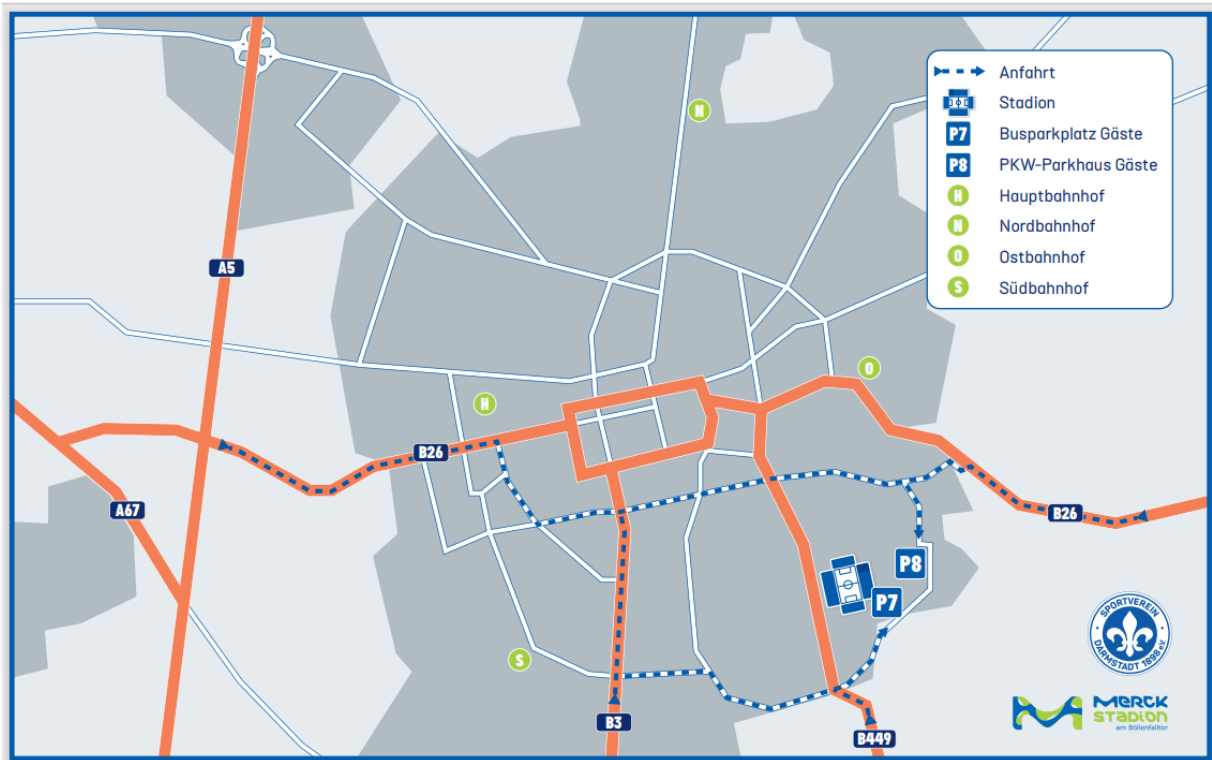 Anfahrt
Stadion
P7 Busparkplatz Gäste
P8 PKW-Parkhaus Gäste
H Hauptbahnhof
N Nordbahnhof
O Ostbahnhof
S Südbahnhof
N
A5
O
H
B26
A67
B26
P8
P7
S
B3
B449
SPORTVEREIN
DARMSTADT 1898 e.V.
MERCK
STADION
am Böllenfalltor